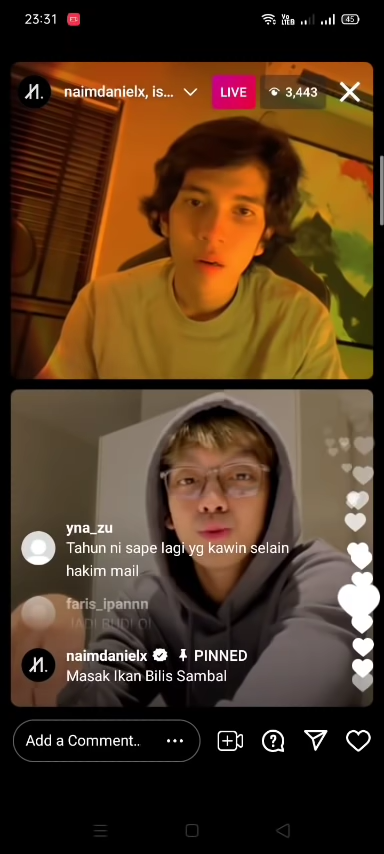 23:31
45
naimdanielx, is...
LIVE
3,443
yna_zu
Tahun ni sape lagi yg kawin selain
hakim mail
faris_ipannn
naimdanielx PINNED
Masak Ikan Bilis Sambal
Add a Comment..